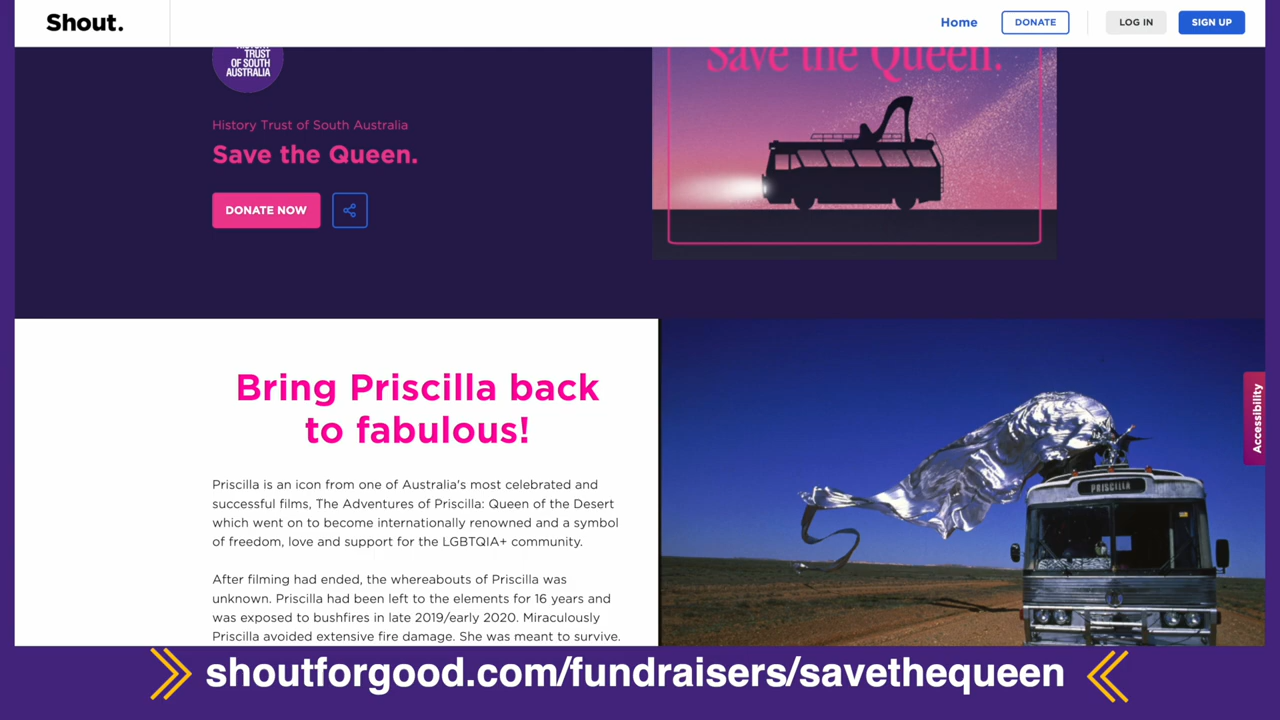 Shout.
Home
DONATE
LOG IN
SIGN UP
HISTORY
TRUST
OF SOUTH
AUSTRALIA
History Trust of South Australia
Save the Queen.
DONATE NOW
Save the Queen.
Bring Priscilla back
to fabulous!
Priscilla is an icon from one of Australia's most celebrated and
successful films, The Adventures of Priscilla: Queen of the Desert
which went on to become internationally renowned and a symbol
of freedom, love and support for the LGBTQIA+ community.
After filming had ended, the whereabouts of Priscilla was
unknown. Priscilla had been left to the elements for 16 years and
was exposed to bushfires in late 2019/early 2020. Miraculously
Priscilla avoided extensive fire damage. She was meant to survive.
PRISCILLA
Accessibility
shoutforgood.com/fundraisers/savethequeen